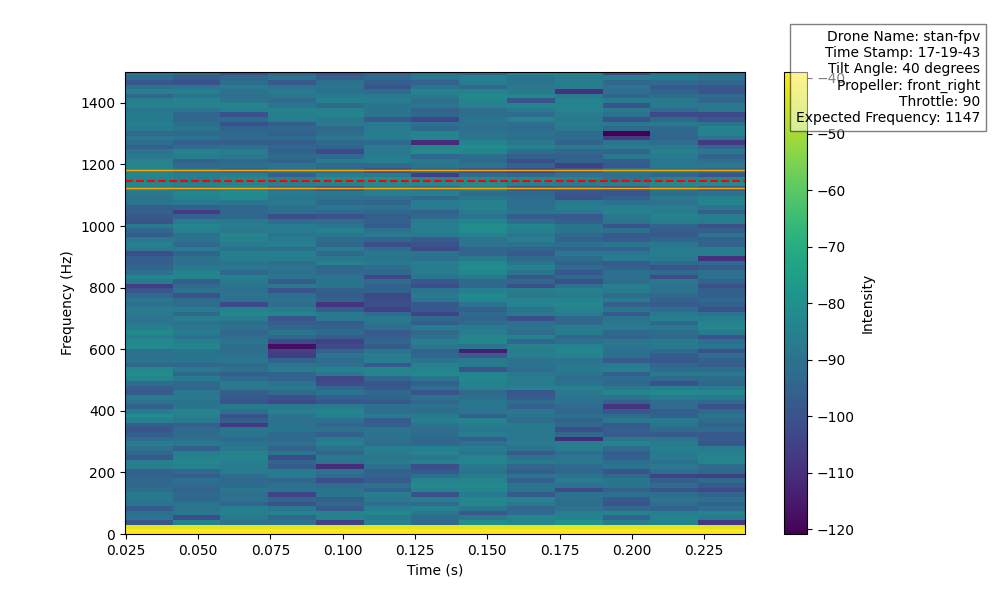 Drone Name: stan-fpv
Time Stamp: 17-19-43
Tilt Angle: 40 degrees
Propeller: front_right
Throttle: 90
Expected Frequency: 1147
1400
1200
1000
800
600
400
200
0
Frequency (Hz)
0.025 0.050 0.075 0.100 0.125 0.150 0.175 0.200 0.225
Time (s)
−40
−50
−60
−70
−80
−90
−100
−110
−120
Intensity